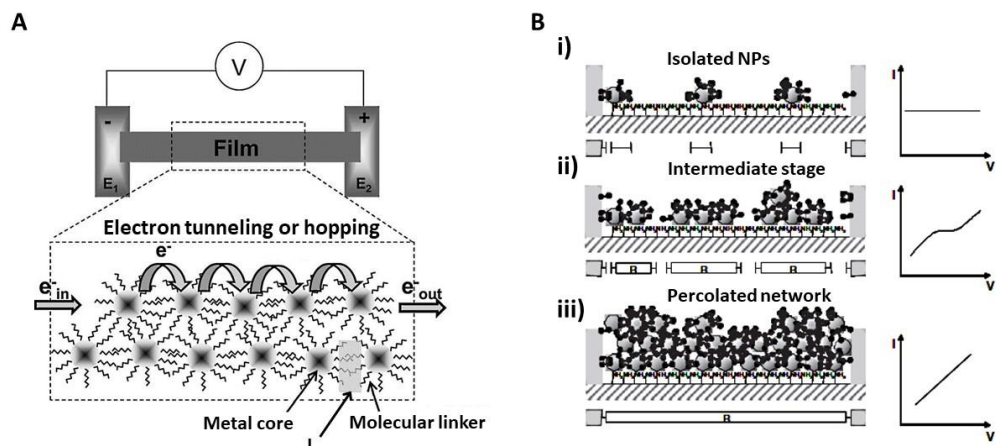 A
V
-
+
Film
E1
E2
Electron tunneling or hopping
e-
e-in
e-out
Metal core
Molecular linker
L
B
i)
Isolated NPs
I
V
ii)
Intermediate stage
R
R
R
I
V
iii)
Percolated network
R
I
V